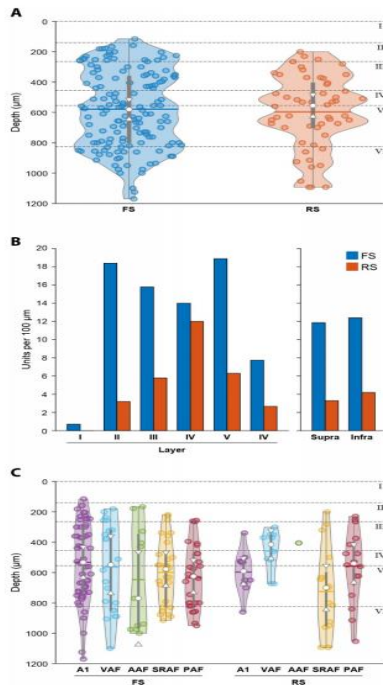 A
0
I
II
200
III
400
IV
V
600
800
VI
1000
1200
Depth (μm)
FS
RS
B
20
18
16
14
12
10
8
6
4
2
0
Units per 100 μm
FS
RS
I II III IV V IV
Layer
Supra Infra
C
0
I
II
200
III
400
IV
V
600
800
1000
1200
Depth (μm)
A1 VAF AAF SRAF PAF A1 VAF AAF SRAF PAF
FS RS